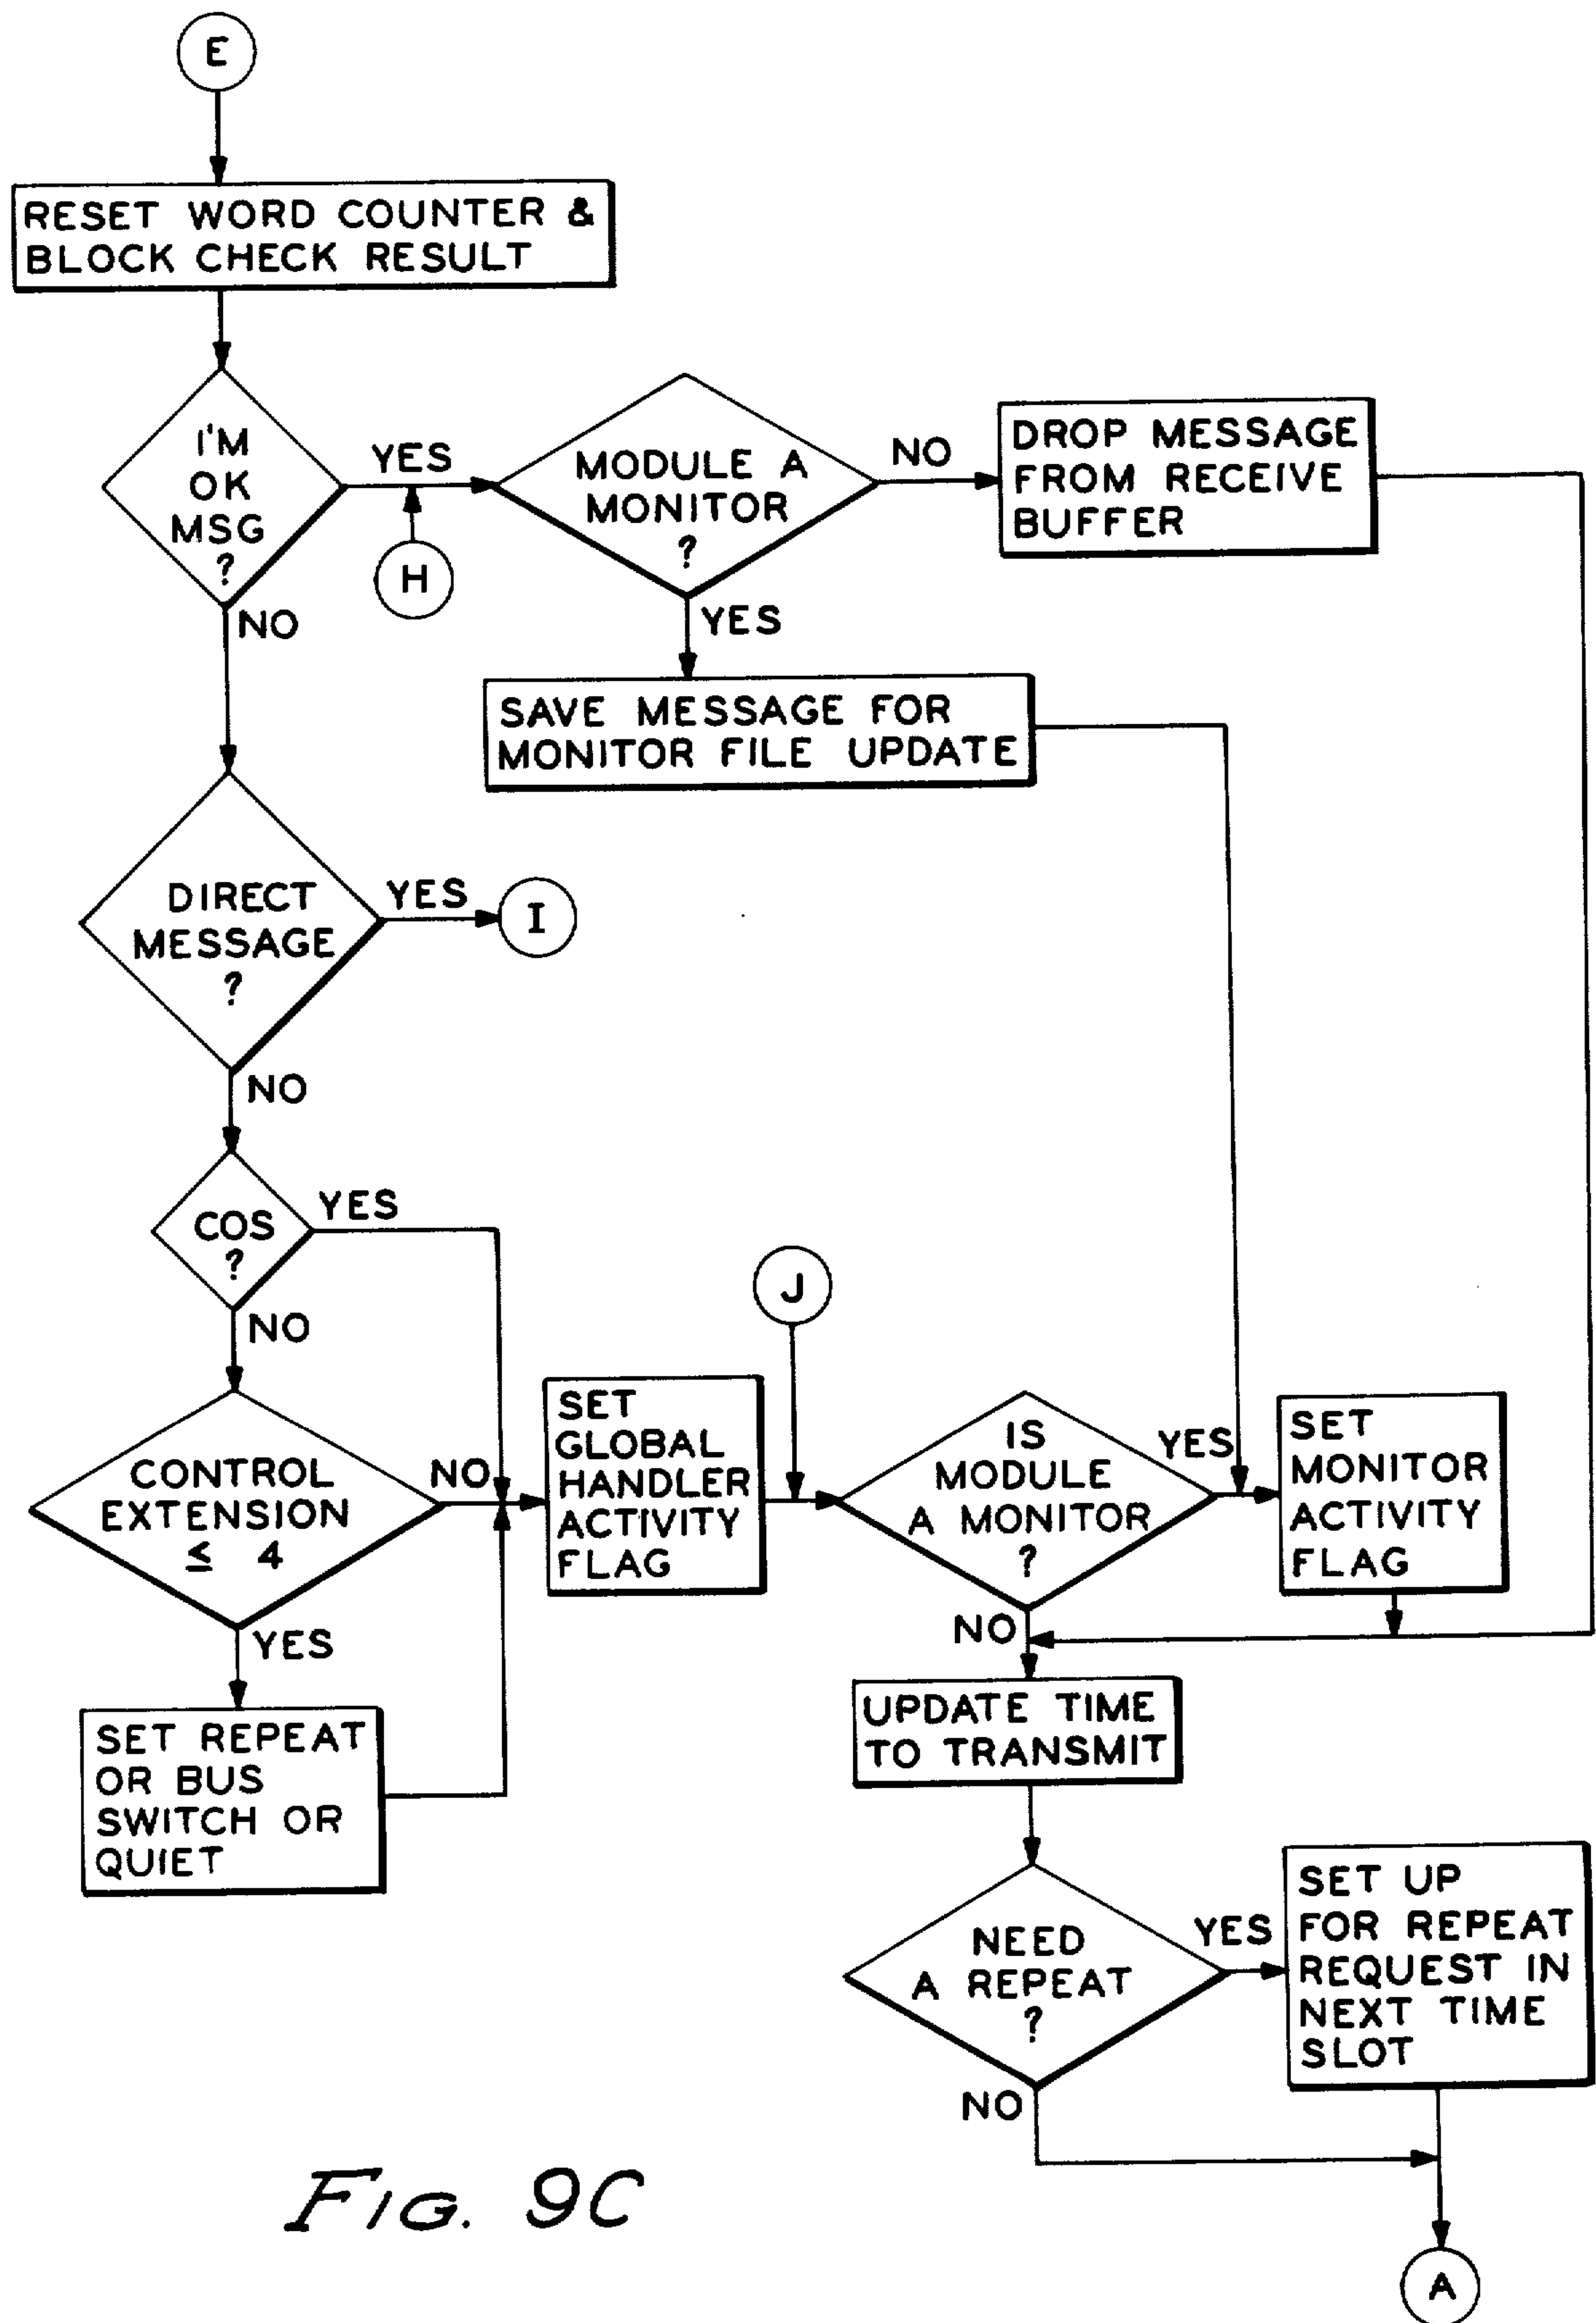 E
RESET WORD COUNTER &
BLOCK CHECK RESULT
I'M
OK
MSG
?
YES
H
NO
MODULE A
MONITOR
?
NO
YES
DROP MESSAGE
FROM RECEIVE
BUFFER
SAVE MESSAGE FOR
MONITOR FILE UPDATE
DIRECT
MESSAGE
?
YES
I
NO
COS
?
YES
NO
CONTROL
EXTENSION
≤ 4
NO
YES
SET REPEAT
OR BUS
SWITCH OR
QUIET
SET
GLOBAL
HANDLER
ACTIVITY
FLAG
J
IS
MODULE
A MONITOR
?
YES
NO
SET
MONITOR
ACTIVITY
FLAG
UPDATE TIME
TO TRANSMIT
NEED
A REPEAT
?
YES
NO
SET UP
FOR REPEAT
REQUEST IN
NEXT TIME
SLOT
A
FIG. 9C